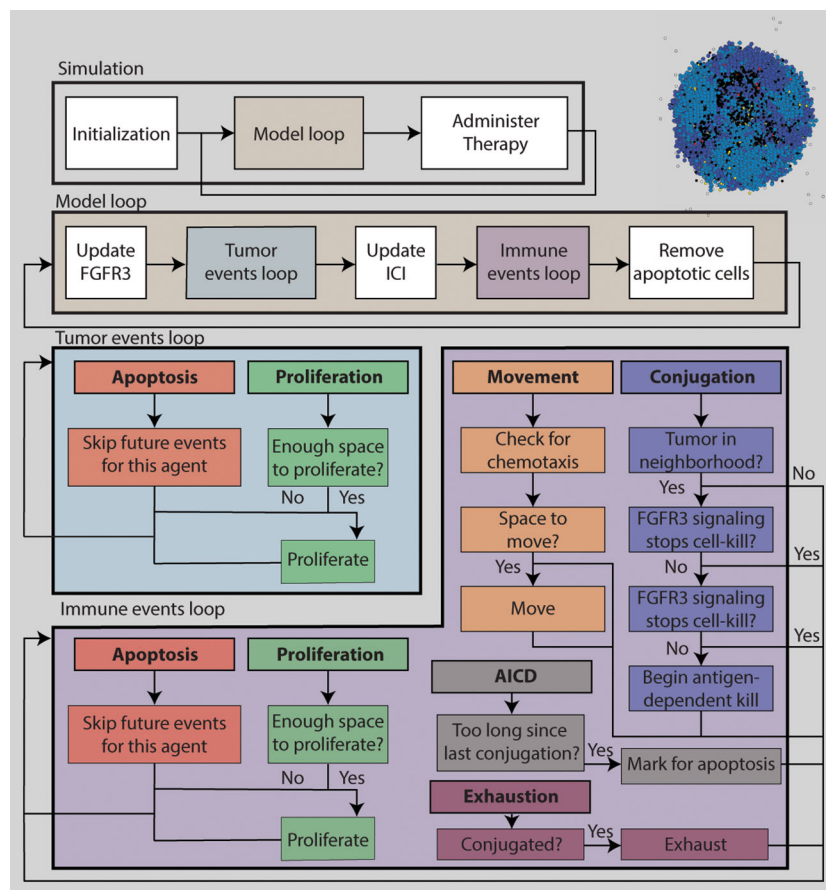 Simulation
Initialization
Model loop
Administer
Therapy
Model loop
Update
FGFR3
Tumor
events loop
Update
ICI
Immune
events loop
Remove
apoptotic cells
Tumor events loop
Apoptosis
Skip future events
for this agent
Proliferation
Enough space
to proliferate?
No
Yes
Proliferate
Immune events loop
Apoptosis
Skip future events
for this agent
Proliferation
Enough space
to proliferate?
No
Yes
Proliferate
Movement
Check for
chemotaxis
Space to
move?
Yes
Move
Conjugation
Tumor in
neighborhood?
No
Yes
FGFR3 signaling
stops cell-kill?
Yes
No
FGFR3 signaling
stops cell-kill?
Yes
No
Begin antigen-
dependent kill
AICD
Too long since
last conjugation?
Yes
Mark for apoptosis
Exhaustion
Conjugated?
Yes
Exhaust